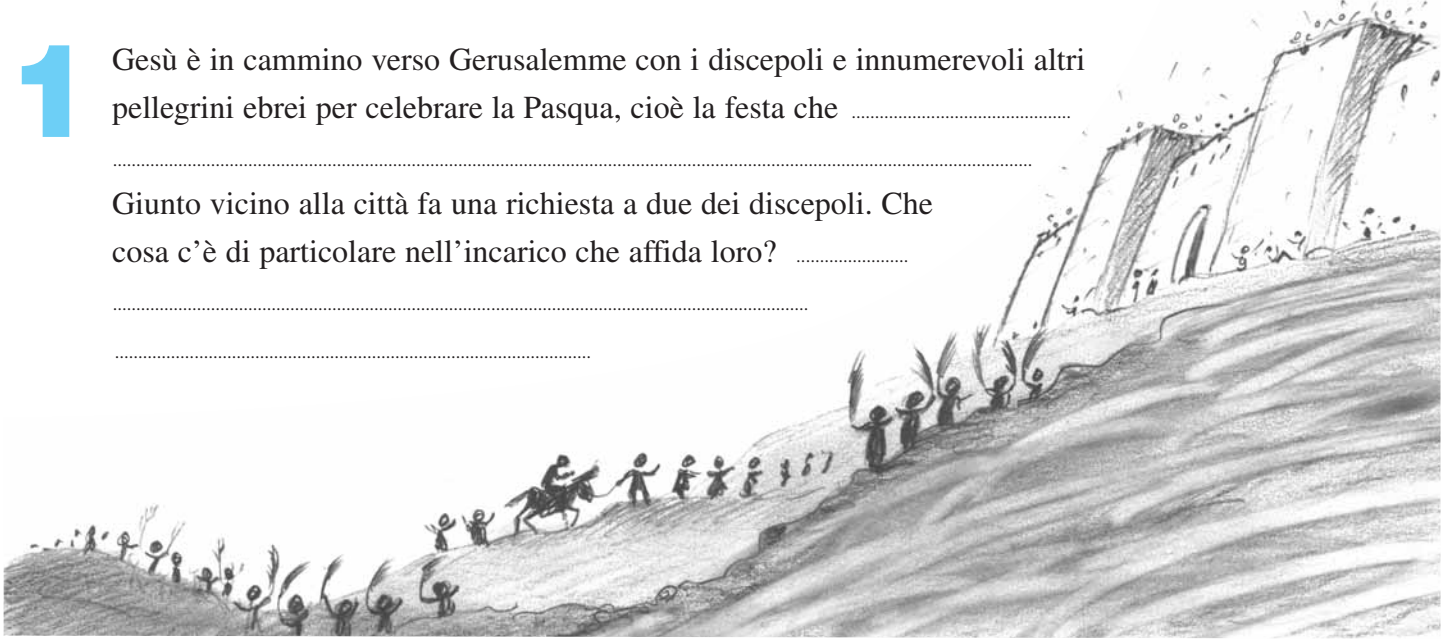 1
Gesù è in cammino verso Gerusalemme con i discepoli e innumerevoli altri
pellegrini ebrei per celebrare la Pasqua, cioè la festa che ................................................
................................................................................................................................
Giunto vicino alla città fa una richiesta a due dei discepoli. Che
cosa c’è di particolare nell’incarico che affida loro? ........................
................................................................................................................................
................................................................................................